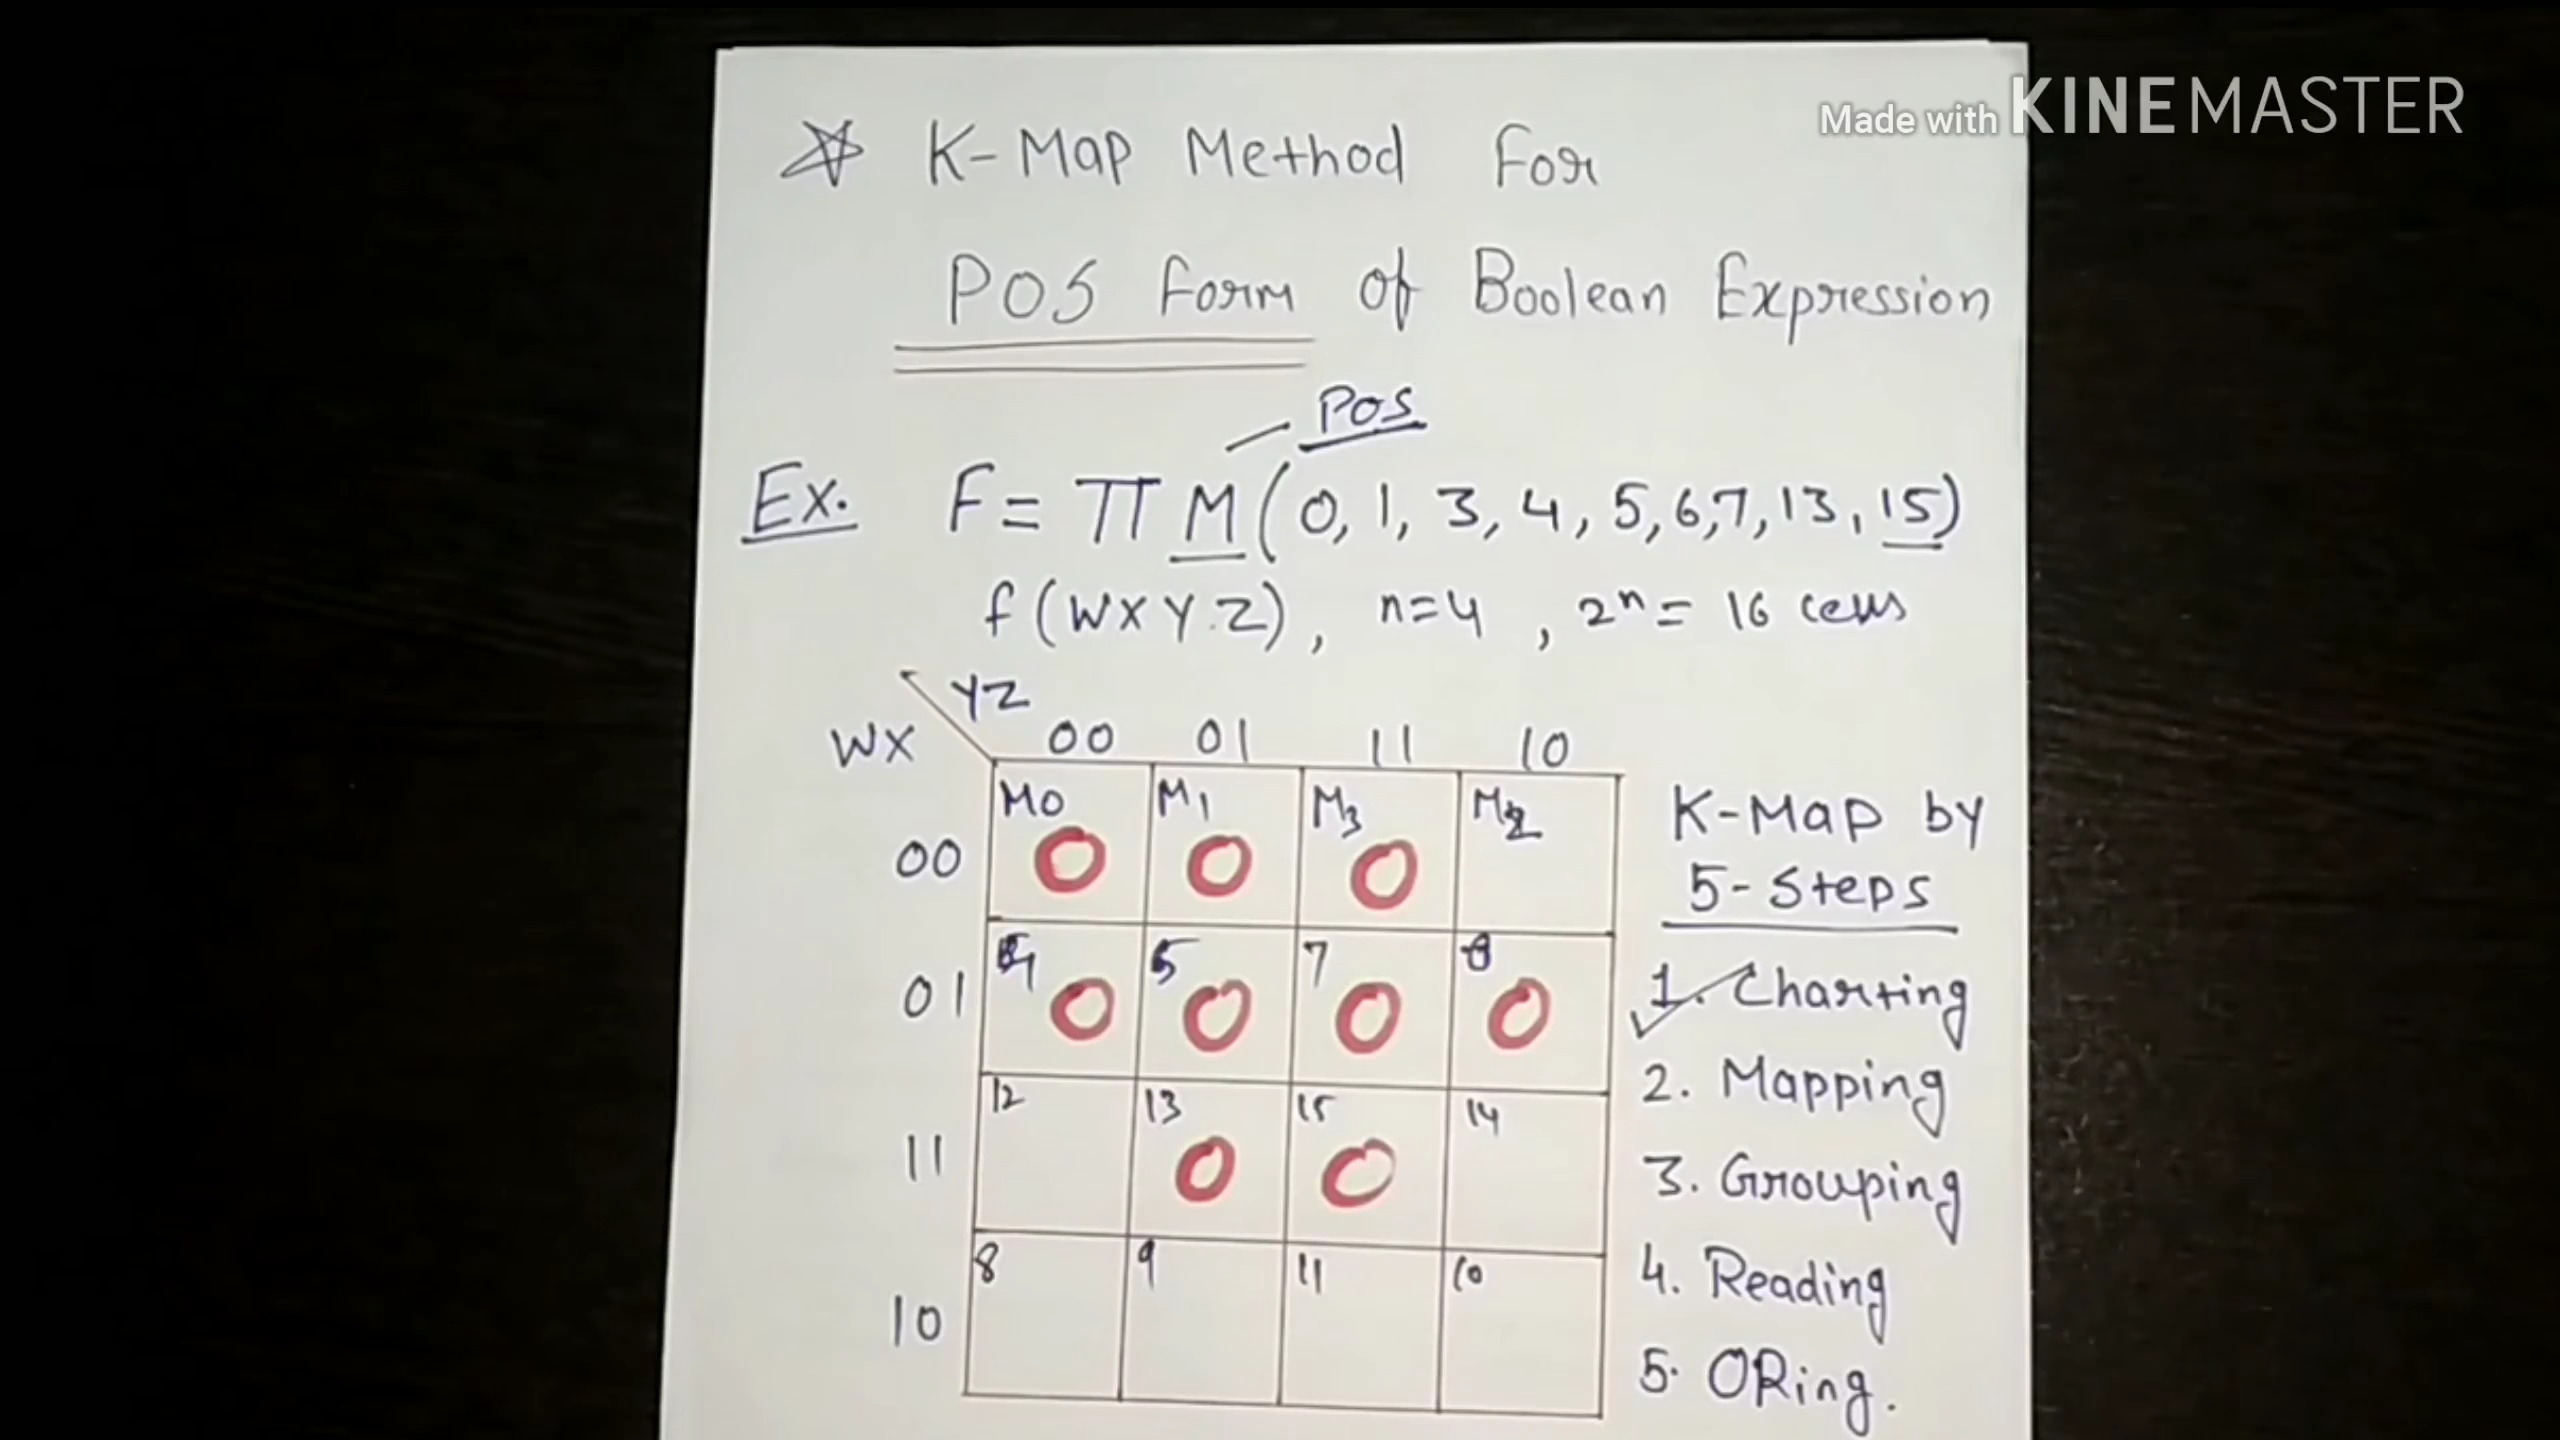 Made with KINEMASTER
K-Map Method For
POS Form of Boolean Expression
POS
Ex. F = π M (0, 1, 3, 4, 5, 6, 7, 13, 15)
f (W X Y Z), n=4, 2ⁿ = 16 cells
YZ
WX 00 01 11 10
M0 M1 M3 M2
K-Map by
00 0 0 0
5-Steps
4 5 7
01 0 0 0 0
1. Charting
12 13 15 14
2. Mapping
11 0 0
3. Grouping
8 9 11 10
4. Reading
10
5. ORing.